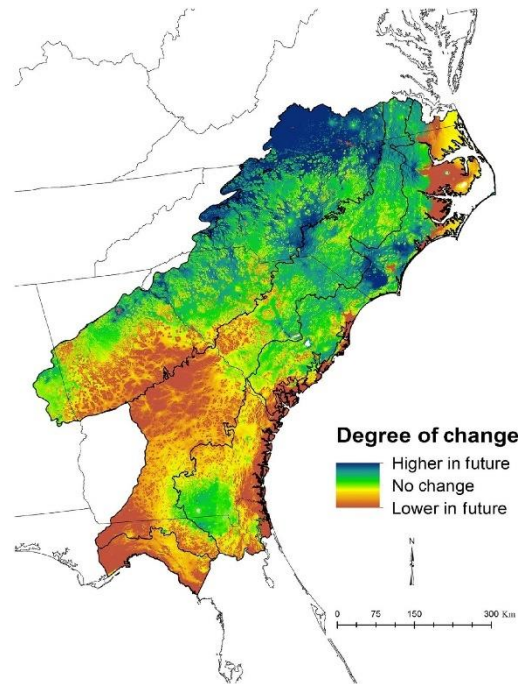 Degree of change
Higher in future
No change
Lower in future
N
0 75 150 300 Km